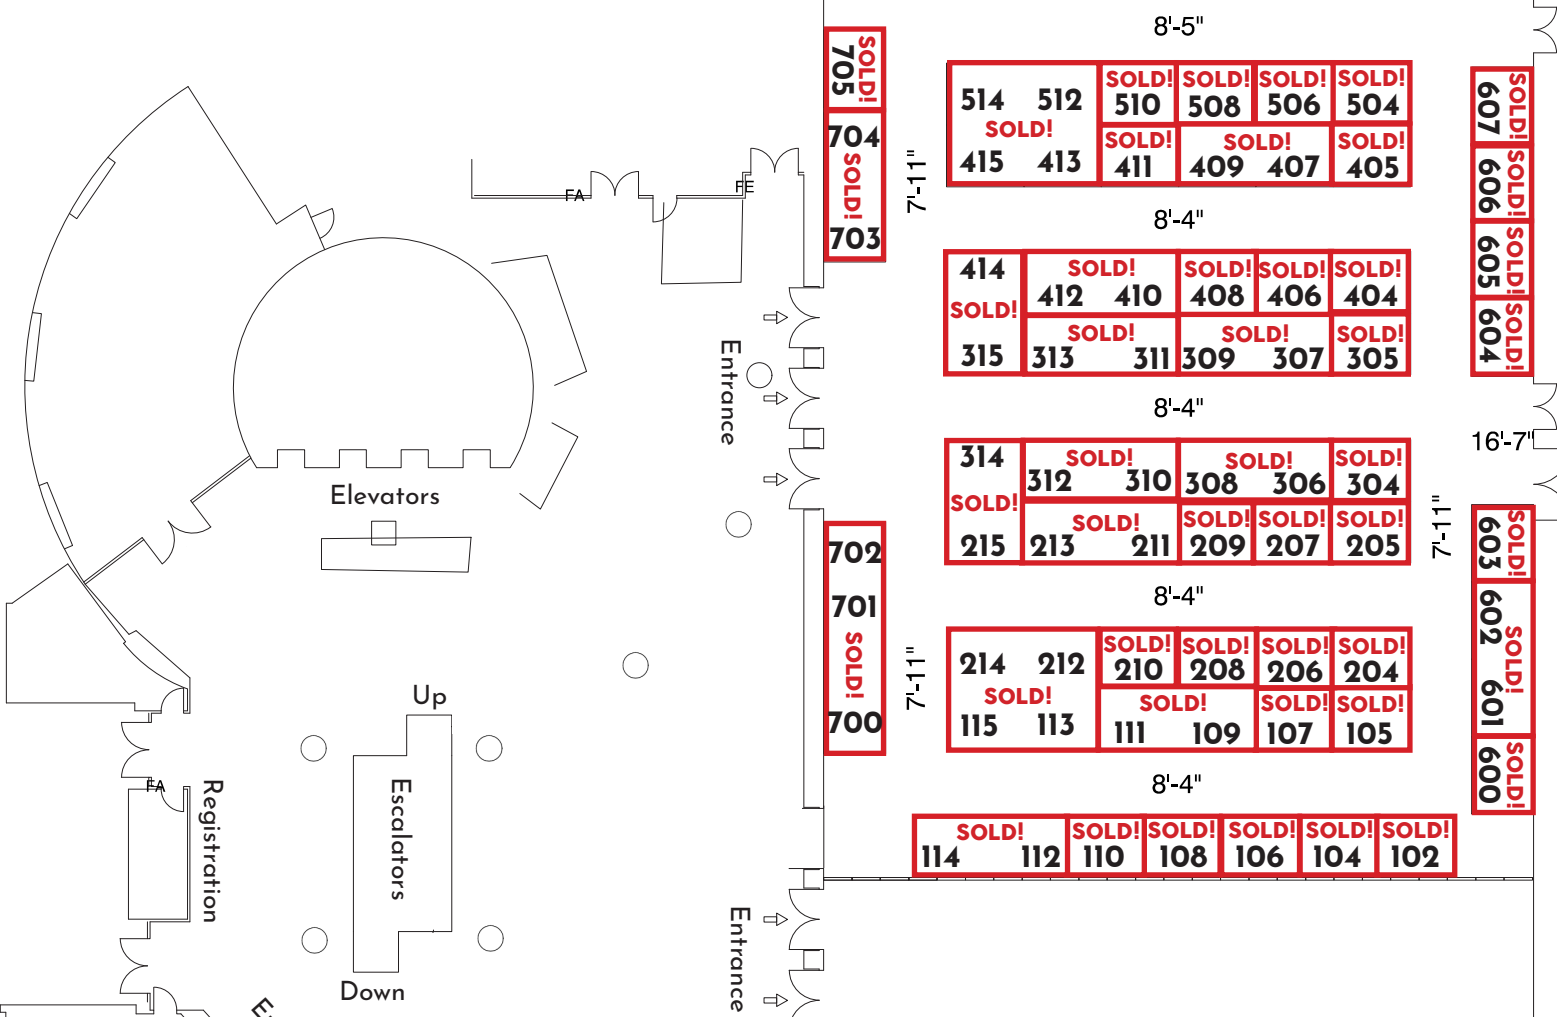 8'-5"
705 SOLD!
704
SOLD!
703
514 512
SOLD!
415 413
SOLD!
510
SOLD!
508
SOLD!
506
SOLD!
504
SOLD!
411
SOLD!
409 407
SOLD!
405
607 SOLD!
606 SOLD!
605 SOLD!
604 SOLD!
7'-11"
FA
FE
8'-4"
414
SOLD!
315
SOLD!
412 410
SOLD!
408
SOLD!
406
SOLD!
404
SOLD!
313 311
SOLD!
309 307
SOLD!
305
Entrance
8'-4"
16'-7"
314
SOLD!
215
SOLD!
312 310
SOLD!
308 306
SOLD!
304
SOLD!
213 211
SOLD!
209
SOLD!
207
SOLD!
205
7'-11"
Elevators
702
701
SOLD!
700
603 SOLD!
602 601
SOLD!
600 SOLD!
8'-4"
7'-11"
214 212
SOLD!
115 113
SOLD!
210
SOLD!
208
SOLD!
206
SOLD!
204
SOLD!
111 109
SOLD!
107
SOLD!
105
Up
Escalators
Down
FA
Registration
8'-4"
SOLD!
114 112
SOLD!
110
SOLD!
108
SOLD!
106
SOLD!
104
SOLD!
102
Entrance